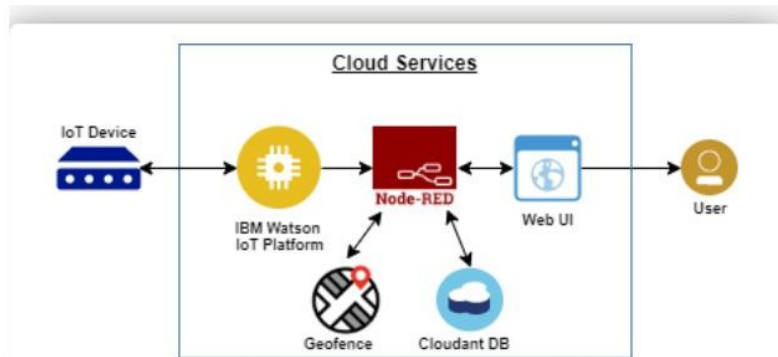 Cloud Services
IoT Device
Node-RED
IBM Watson
IoT Platform
Web UI
User
Geofence
Cloudant DB